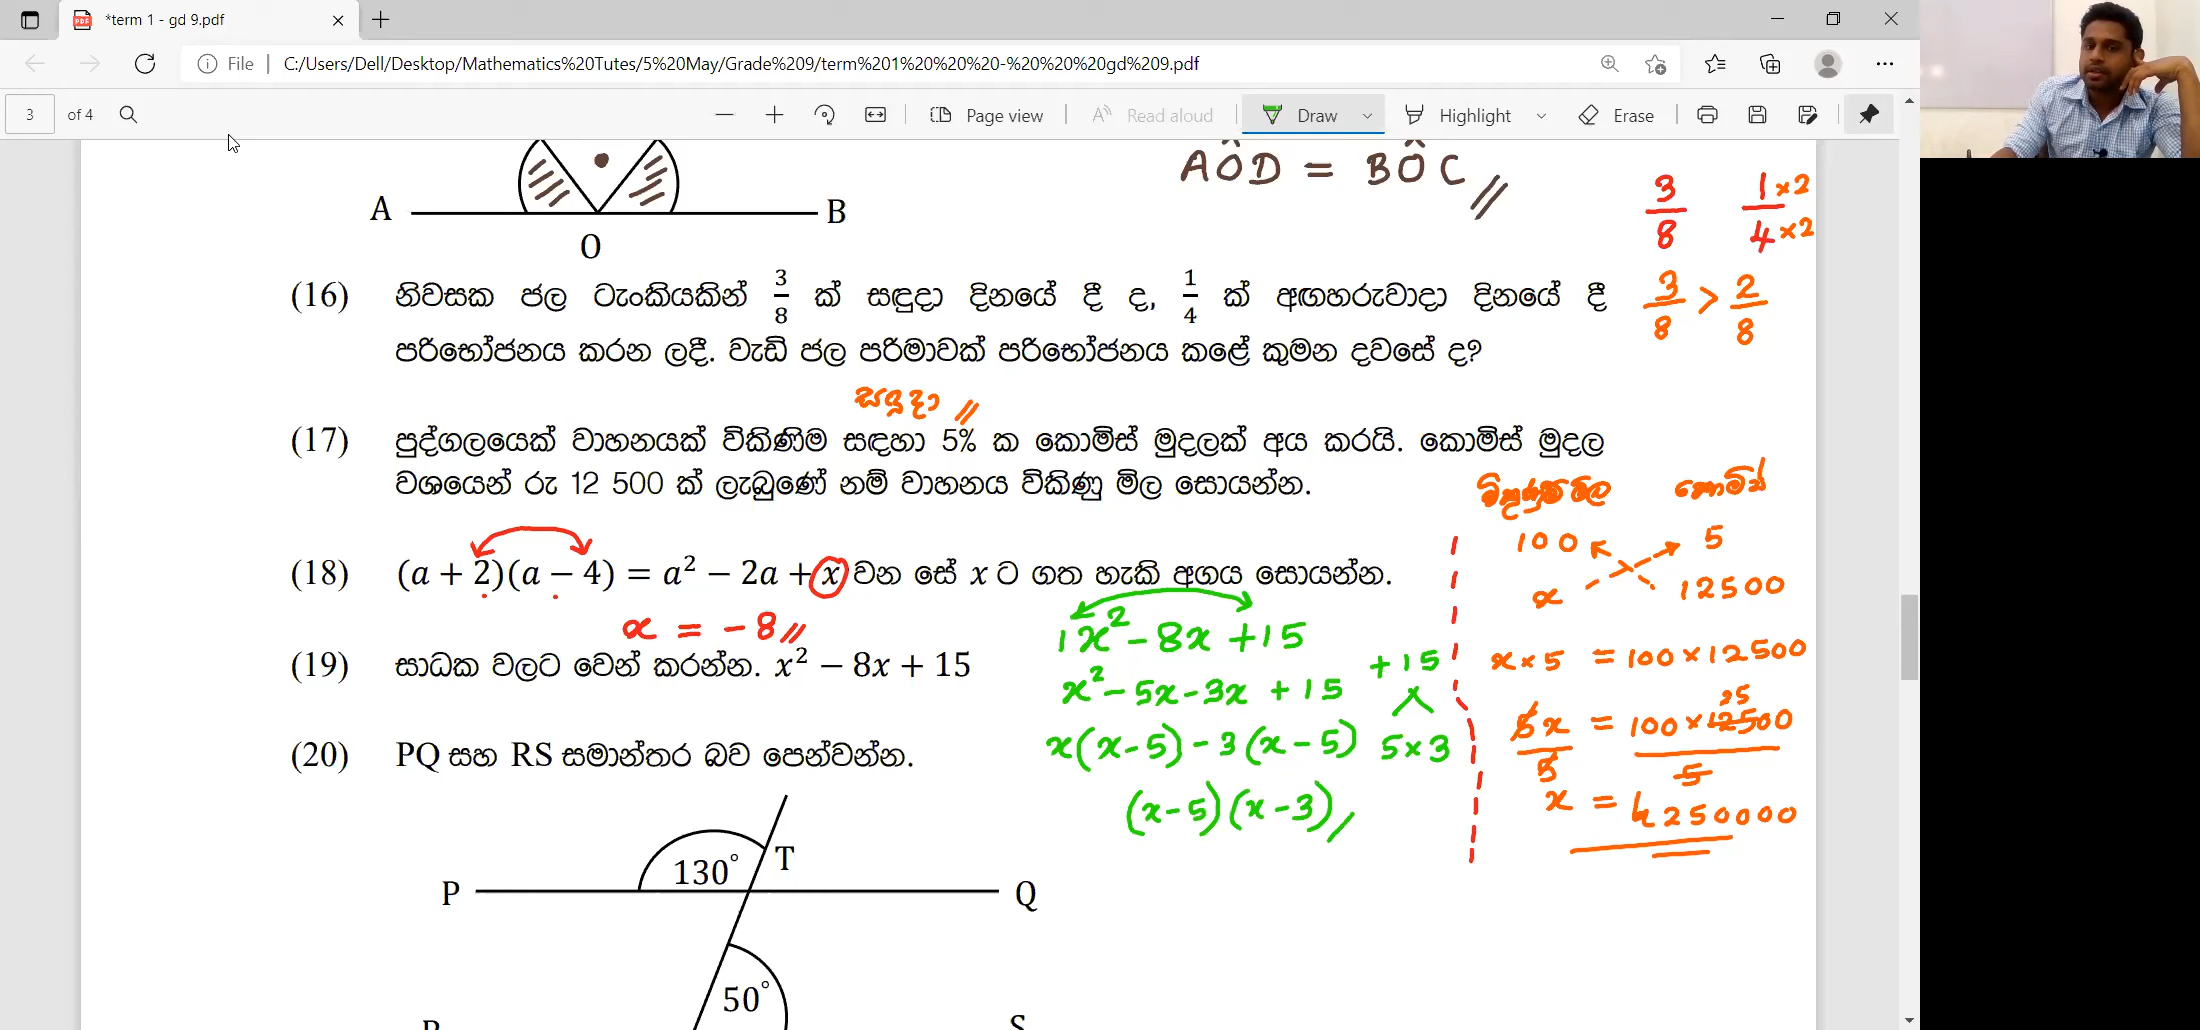 *term 1 - gd 9.pdf
File | C:/Users/Dell/Desktop/Mathematics%20Tutes/5%20May/Grade%209/term%201%20%20%20-%20%20%20gd%209.pdf
3 of 4
Page view
Read aloud
Draw
Highlight
Erase
A B
O
AÔD = BÔC //
3/8 1×2/4×2
3/8 > 2/8
(16) නිවසක ජල ටැංකියකින් 3/8 ක් සඳුදා දිනයේ දී ද, 1/4 ක් අඟහරුවාදා දිනයේ දී
පරිභෝජනය කරන ලදී. වැඩි ජල පරිමාවක් පරිභෝජනය කළේ කුමන දවසේ ද?
සඳුදා //
(17) පුද්ගලයෙක් වාහනයක් විකිණිම සඳහා 5% ක කොමිස් මුදලක් අය කරයි. කොමිස් මුදල
වශයෙන් රු 12 500 ක් ලැබුණේ නම් වාහනය විකිණු මිල සොයන්න.
මිල කොමිස්
100 5
x 12500
x × 5 = 100 × 12500
5x/5 = 100 × 12500/5
25
x = 250000
(18) (a + 2)(a − 4) = a² − 2a + x වන සේ x ට ගත හැකි අගය සොයන්න.
x = − 8 //
(19) සාධක වලට වෙන් කරන්න. x² − 8x + 15
1x² − 8x + 15
x² − 5x − 3x + 15
x(x − 5) − 3(x − 5)
(x − 5)(x − 3)
+15
5 × 3
(20) PQ සහ RS සමාන්තර බව පෙන්වන්න.
130° T
P Q
50°
S